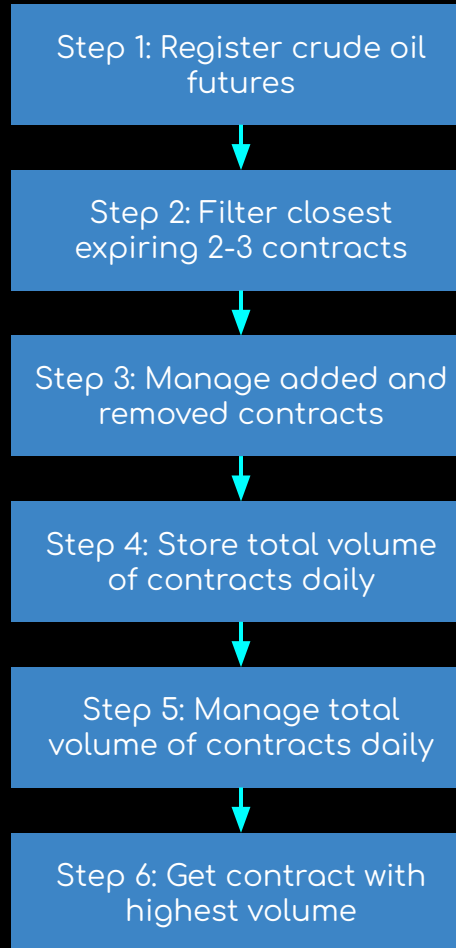 Step 1: Register crude oil
futures
Step 2: Filter closest
expiring 2-3 contracts
Step 3: Manage added and
removed contracts
Step 4: Store total volume
of contracts daily
Step 5: Manage total
volume of contracts daily
Step 6: Get contract with
highest volume